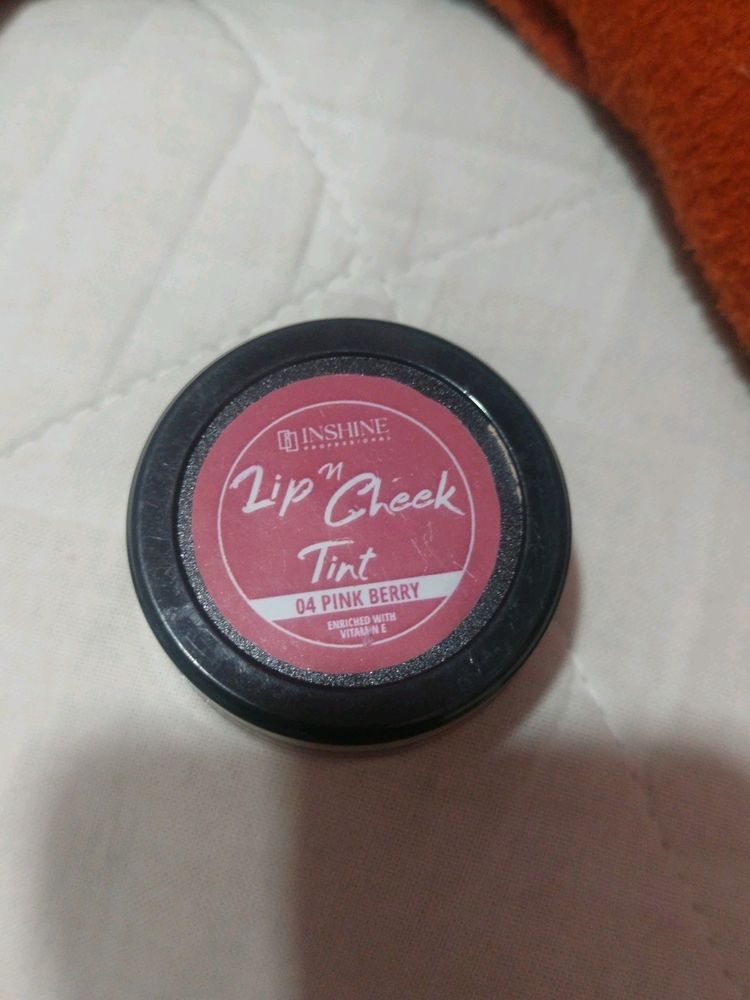 INSHINE
PROFESSIONAL
Lip n Cheek
Tint
04 PINK BERRY
ENRICHED WITH
VITAMIN E